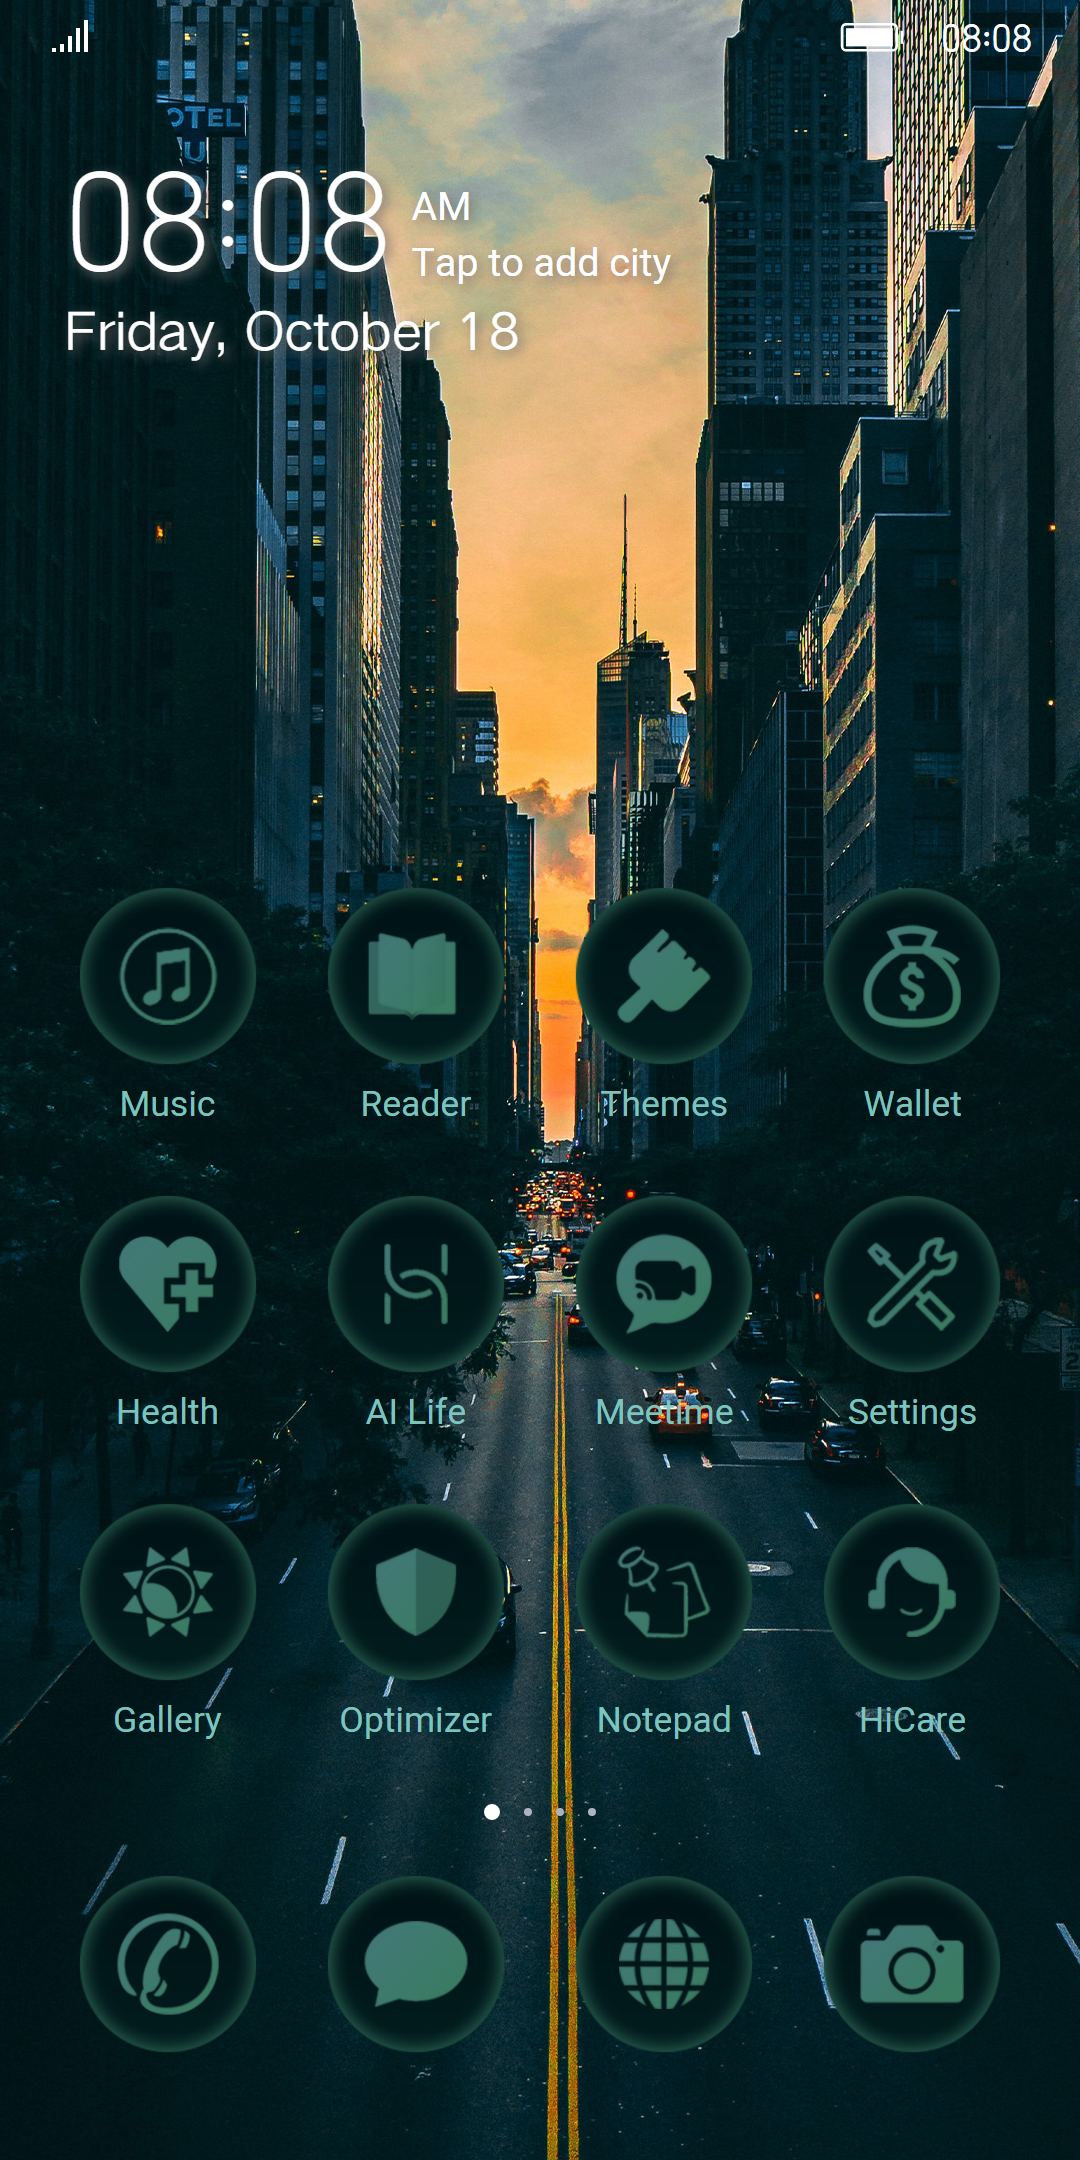 08:08
OTEL
U
08:08 AM
Tap to add city
Friday, October 18
Music Reader Themes Wallet
Health AI Life Meetime Settings
Gallery Optimizer Notepad HiCare